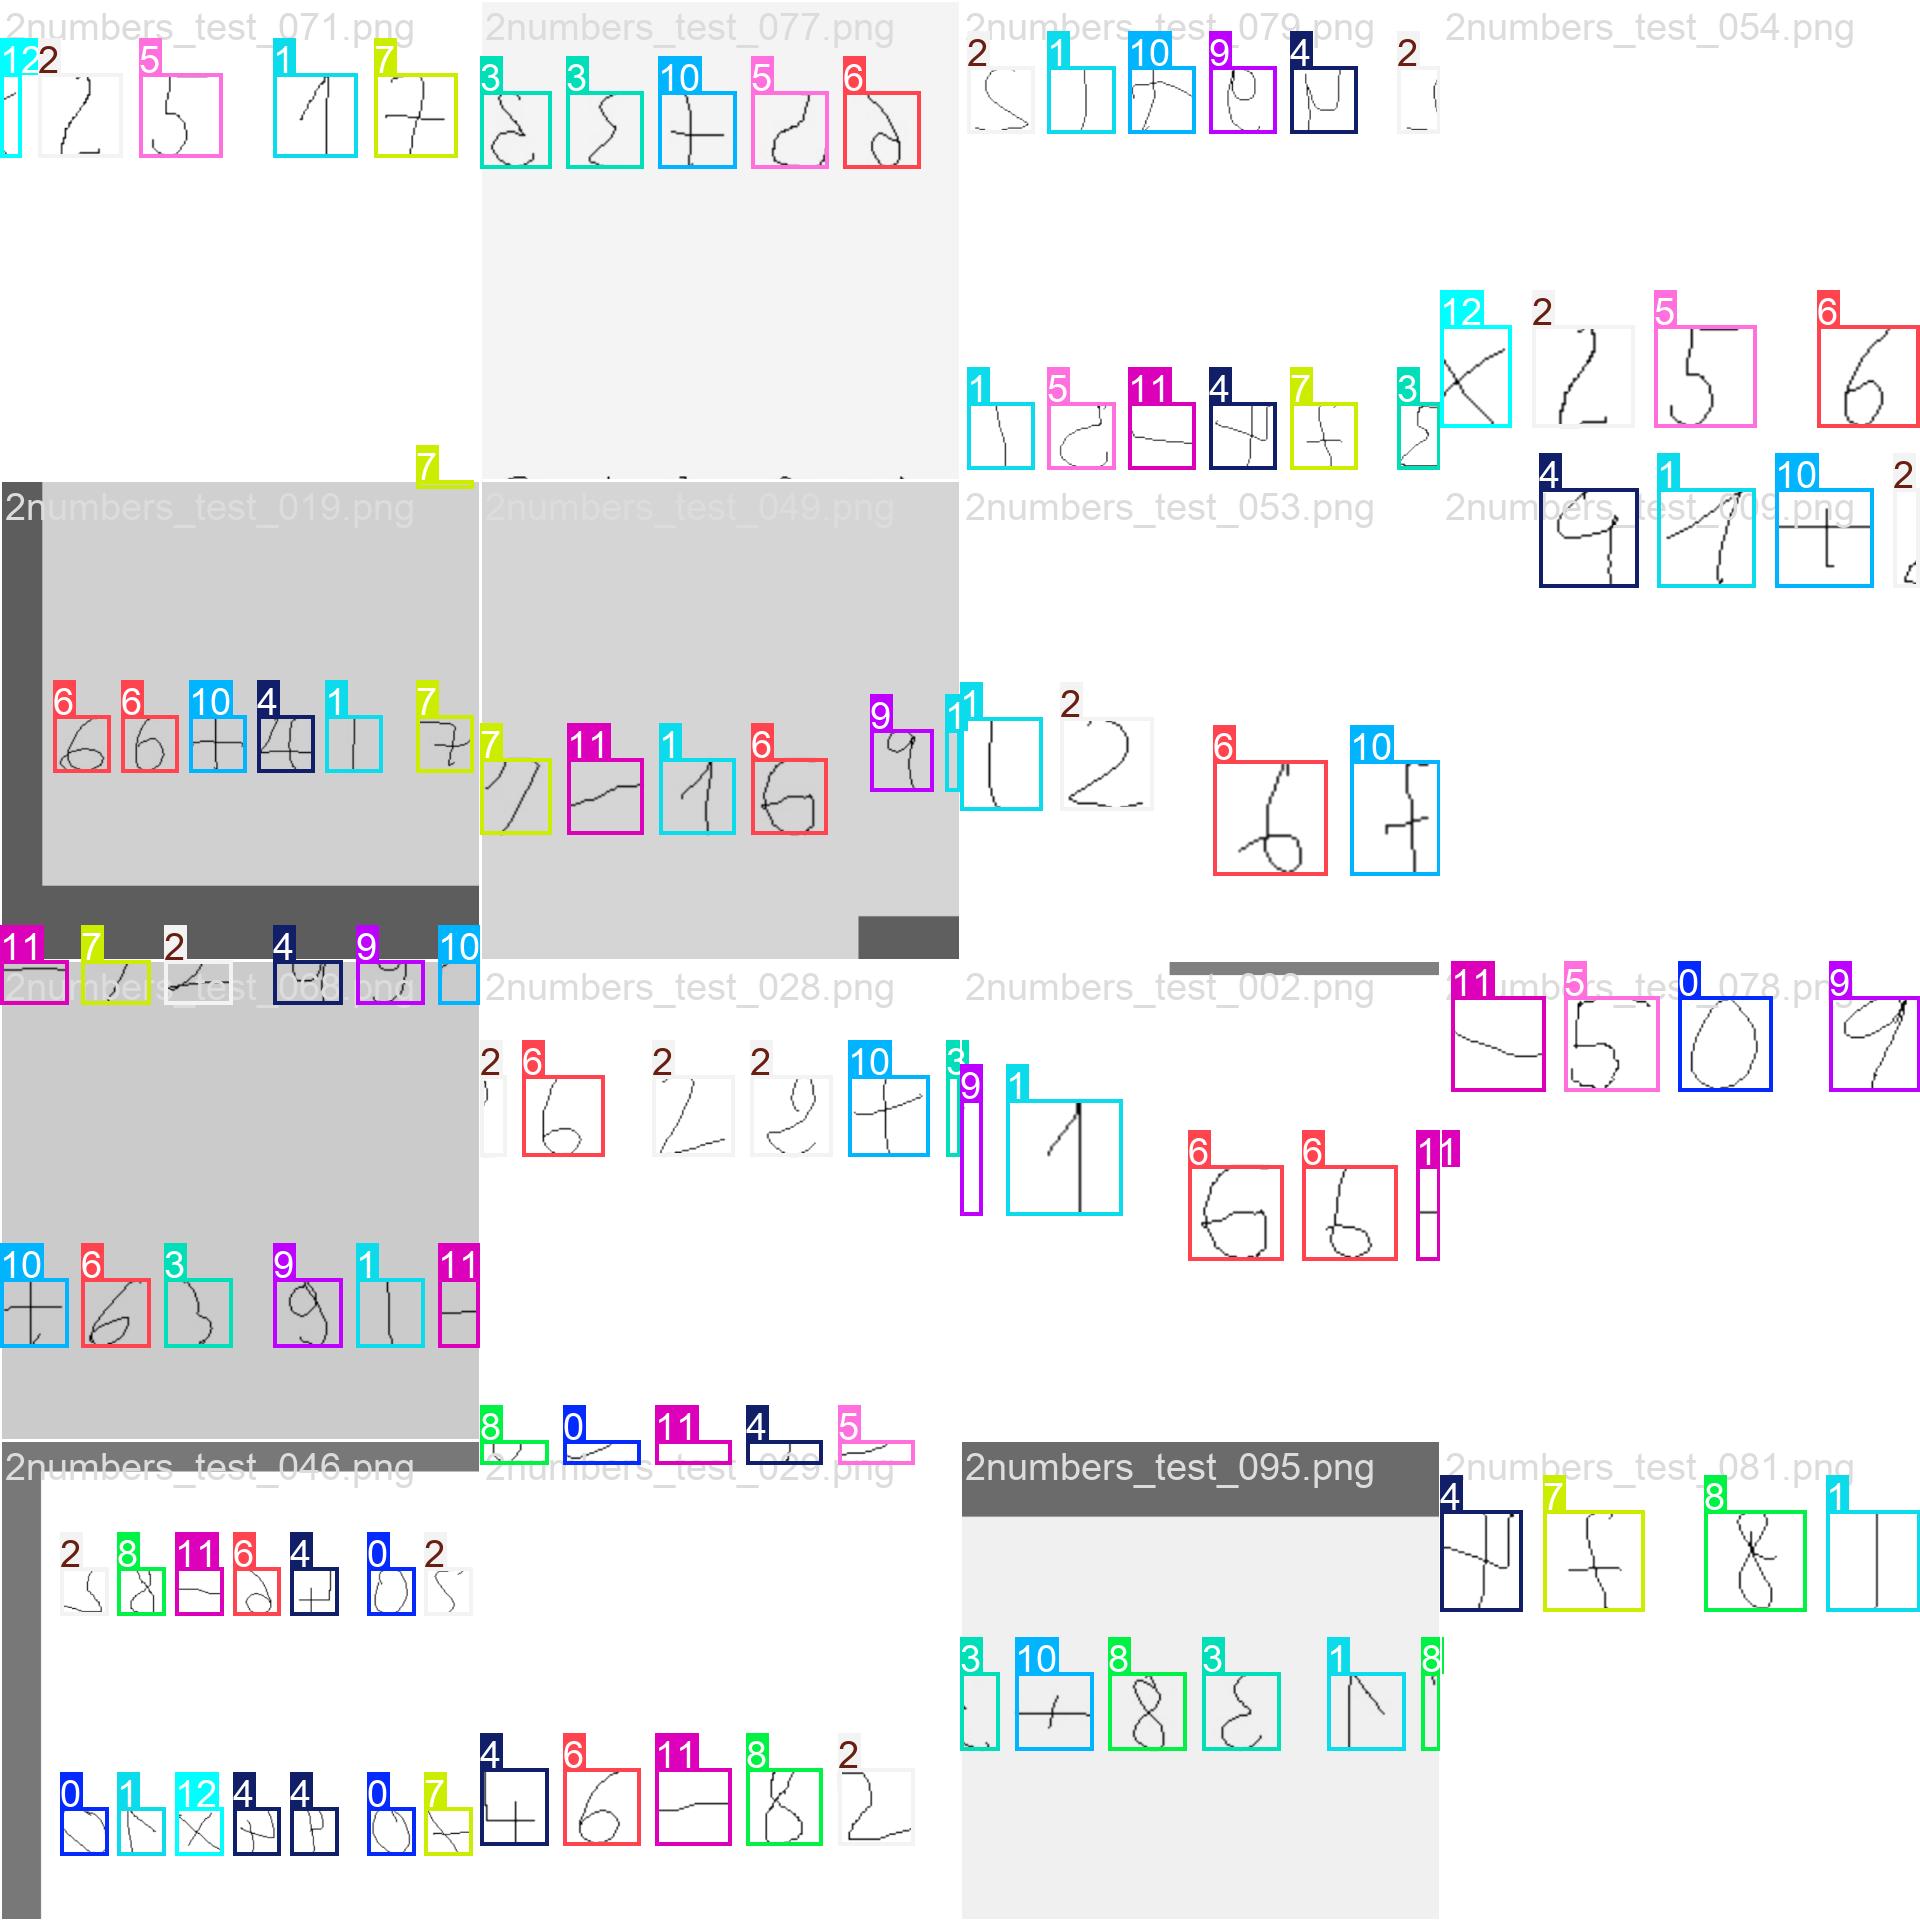 2numbers_test_071.png 2numbers_test_077.png 2numbers_test_079.png 2numbers_test_054.png
12 2 5 1 7
3 3 10 5 6
2 1 10 9 4 2
1 5 11 4 7 3
12 2 5 6
7
4 1 10 2
2numbers_test_019.png 2numbers_test_049.png 2numbers_test_053.png 2numbers_test_009.png
6 6 10 4 1 7
7 11 1 6 9 1
1 2 6 10
11 7 2 4 9 10
2numbers_test_068.png 2numbers_test_028.png 2numbers_test_002.png 2numbers_test_078.png
11 5 0 9
2 6 2 2 10 3
9 1 6 6 11
10 6 3 9 1 11
8 0 11 4 5
2numbers_test_046.png 2numbers_test_029.png 2numbers_test_095.png 2numbers_test_081.png
4 7 8 1
2 8 11 6 4 0 2
3 10 8 3 1 8
0 1 12 4 4 0 7
4 6 11 8 2